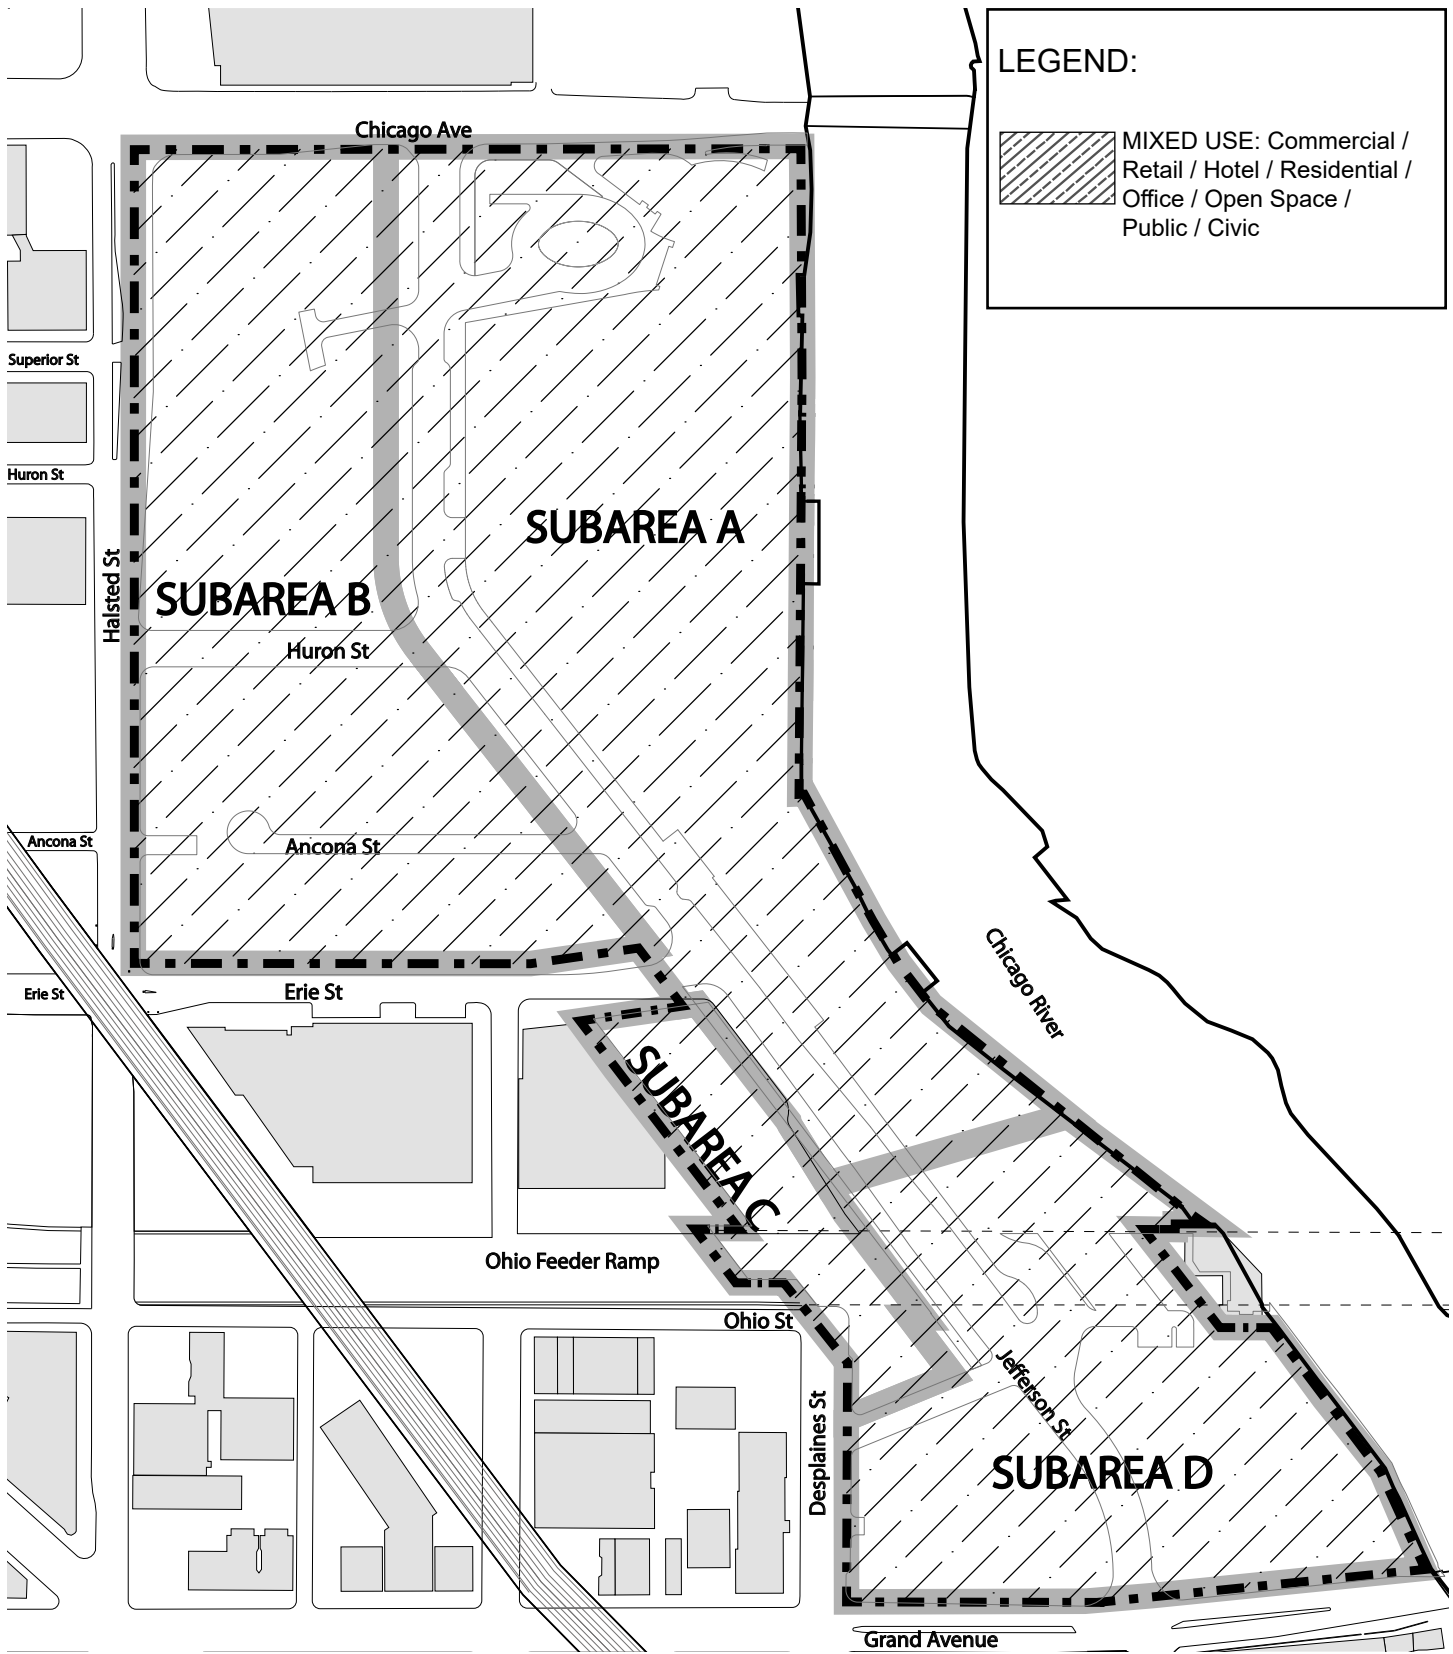 LEGEND:
MIXED USE: Commercial /
Retail / Hotel / Residential /
Office / Open Space /
Public / Civic
Chicago Ave
Superior St
Huron St
Halsted St
SUBAREA A
SUBAREA B
Huron St
Ancona St
Ancona St
Erie St
Erie St
Chicago River
SUBAREA C
Ohio Feeder Ramp
Ohio St
Desplaines St
Jefferson St
SUBAREA D
Grand Avenue